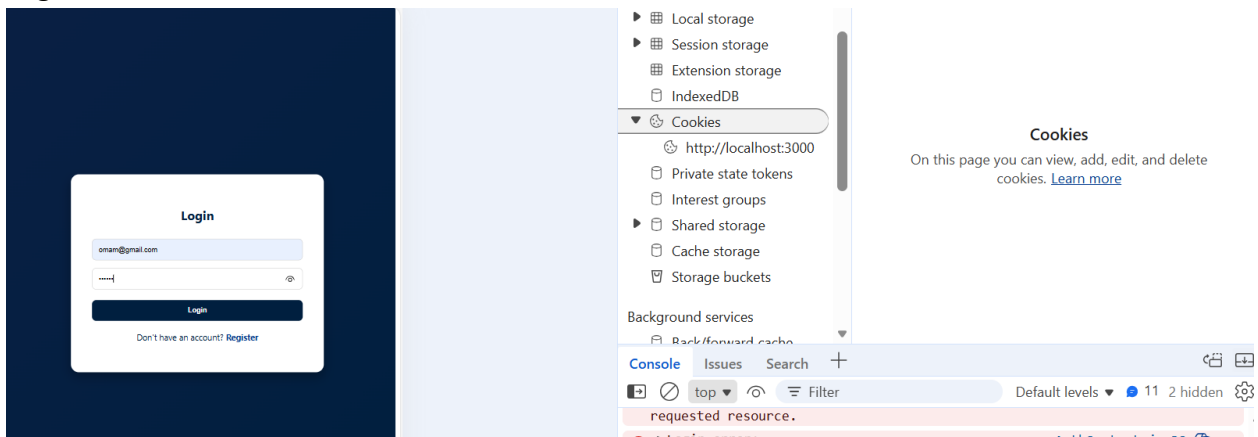 Login
omam@gmail.com
Login
Don't have an account? Register
Local storage
Session storage
Extension storage
IndexedDB
Cookies
http://localhost:3000
Private state tokens
Interest groups
Shared storage
Cache storage
Storage buckets
Background services
Back/forward cache
Cookies
On this page you can view, add, edit, and delete
cookies. Learn more
Console Issues Search
top Filter Default levels 11 2 hidden
requested resource.